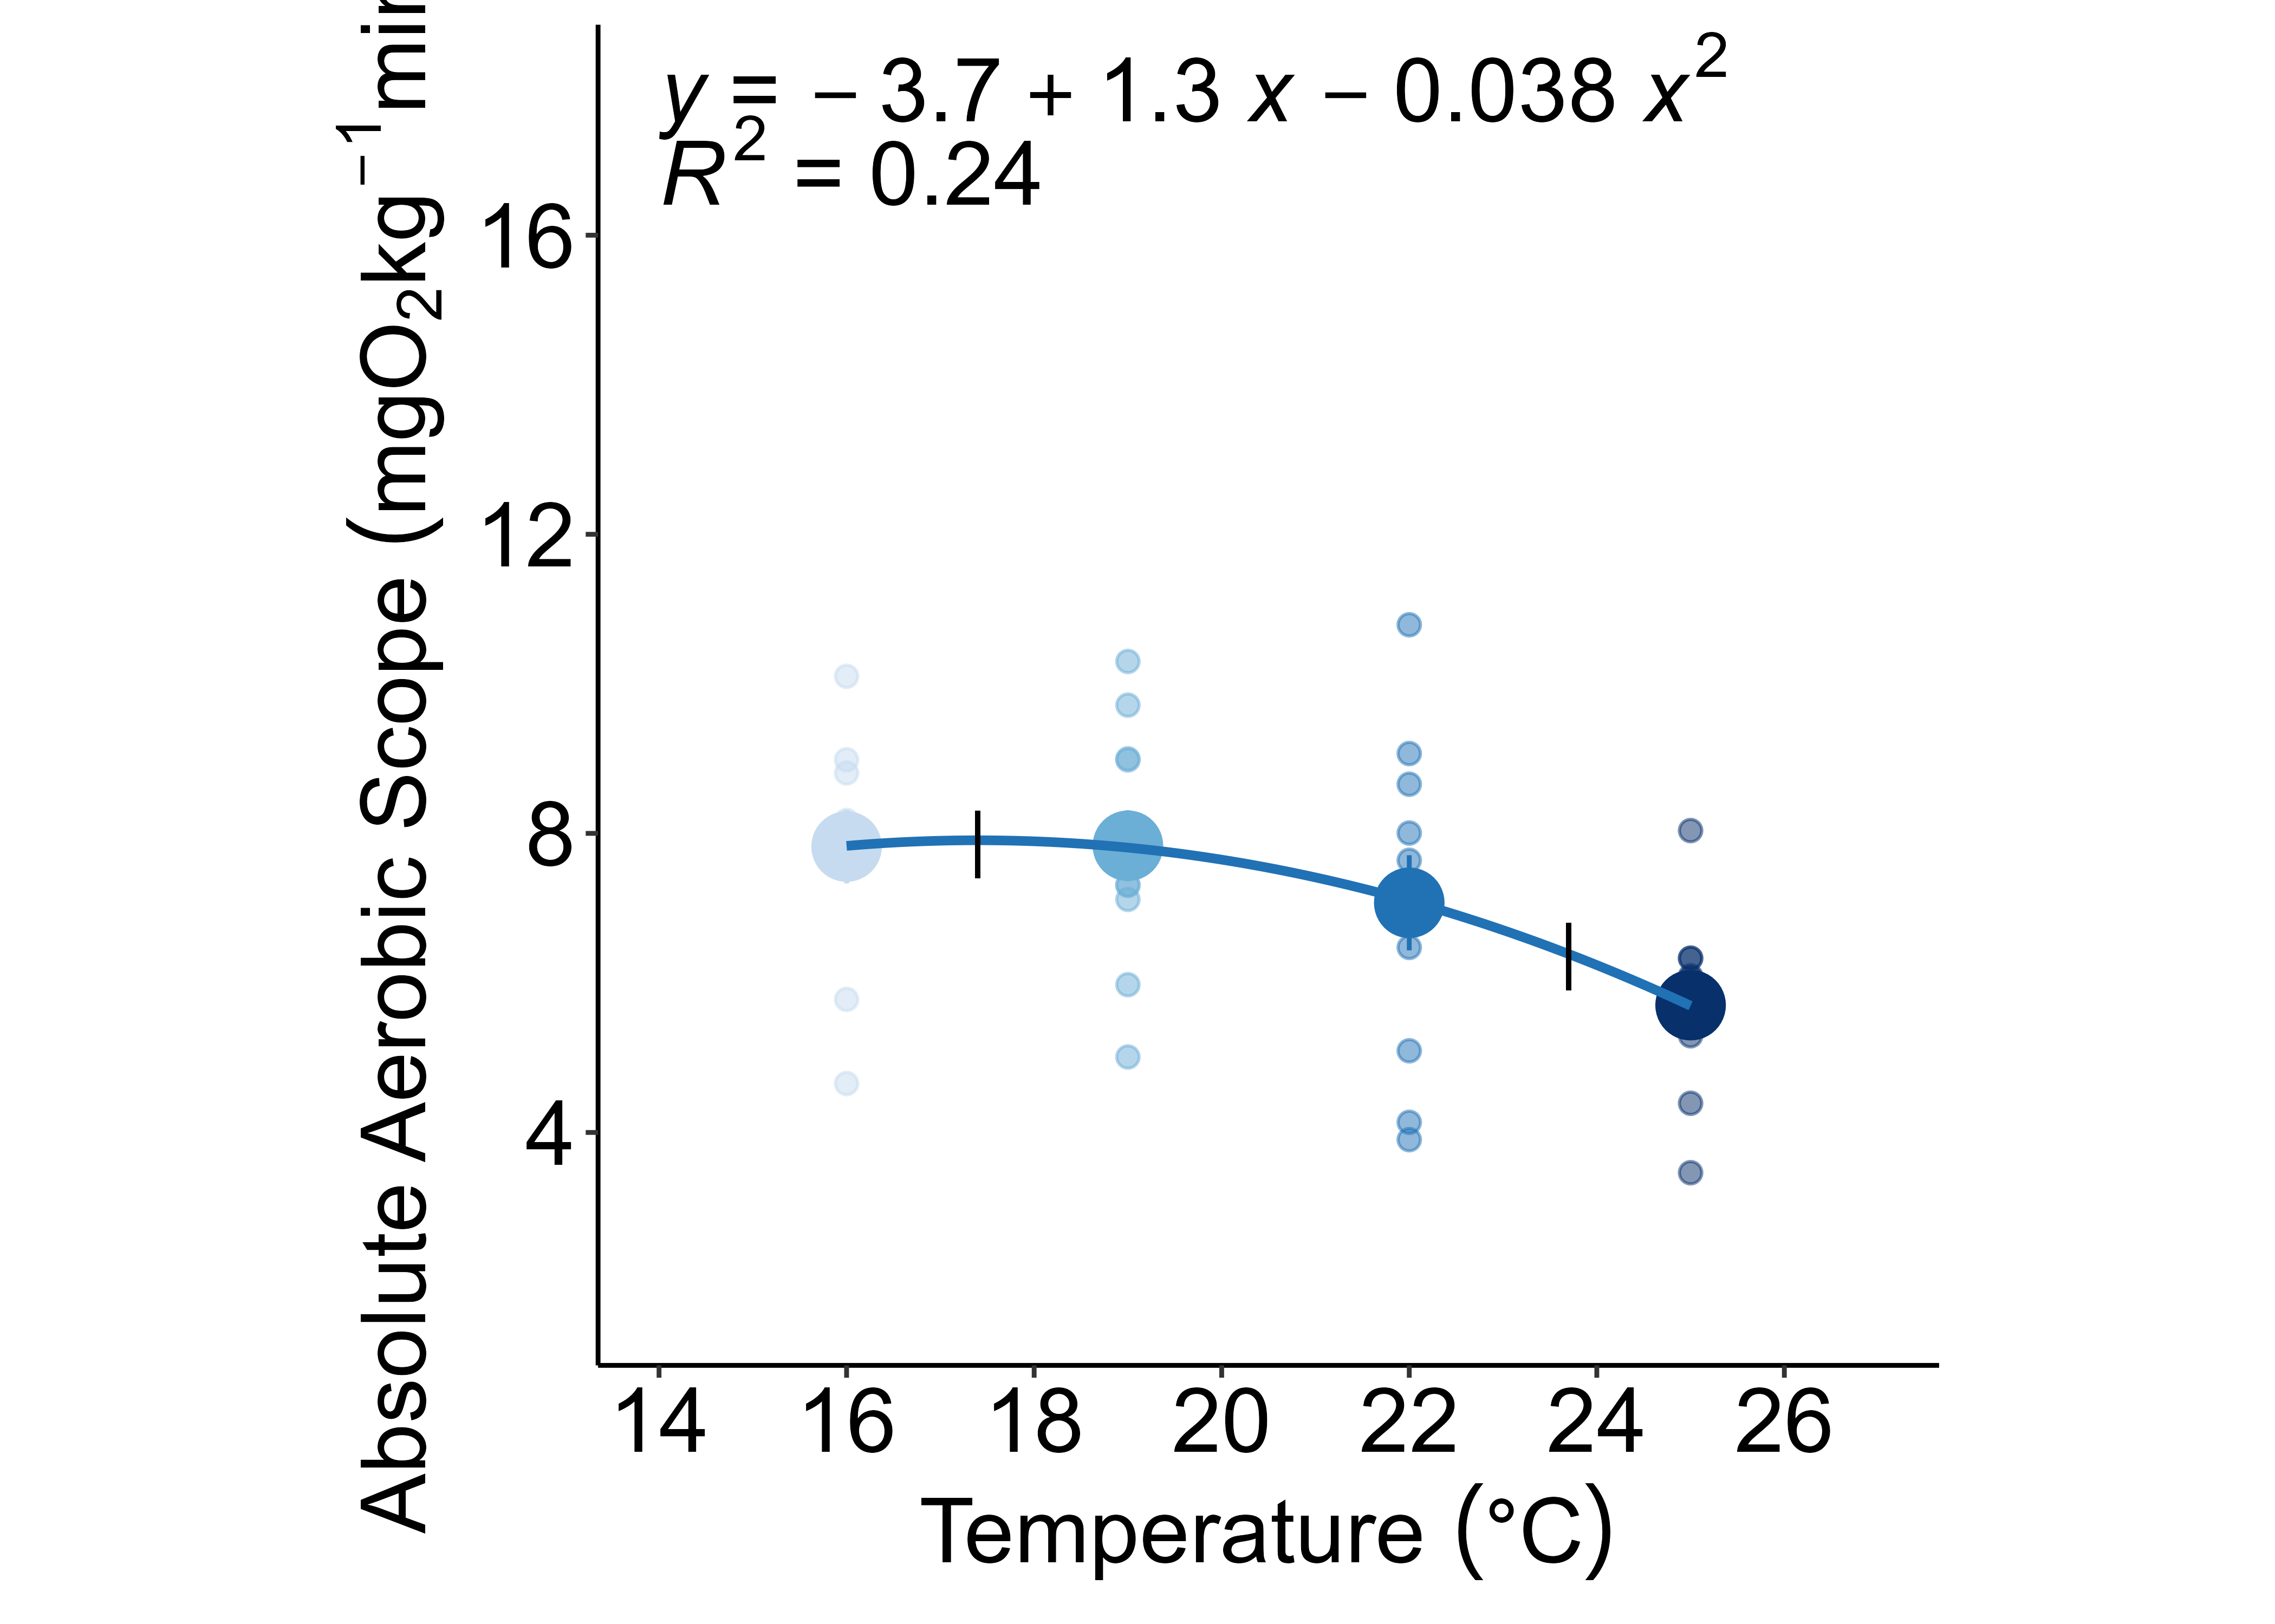 y = − 3.7 + 1.3 x − 0.038 x²
R² = 0.24
Absolute Aerobic Scope (mgO₂kg⁻¹
16
12
8
4
14 16 18 20 22 24 26
Temperature (°C)